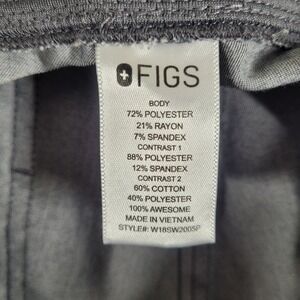 FIGS
BODY
72% POLYESTER
21% RAYON
7% SPANDEX
CONTRAST 1
88% POLYESTER
12% SPANDEX
CONTRAST 2
60% COTTON
40% POLYESTER
100% AWESOME
MADE IN VIETNAM
STYLE#: W18SW2005P